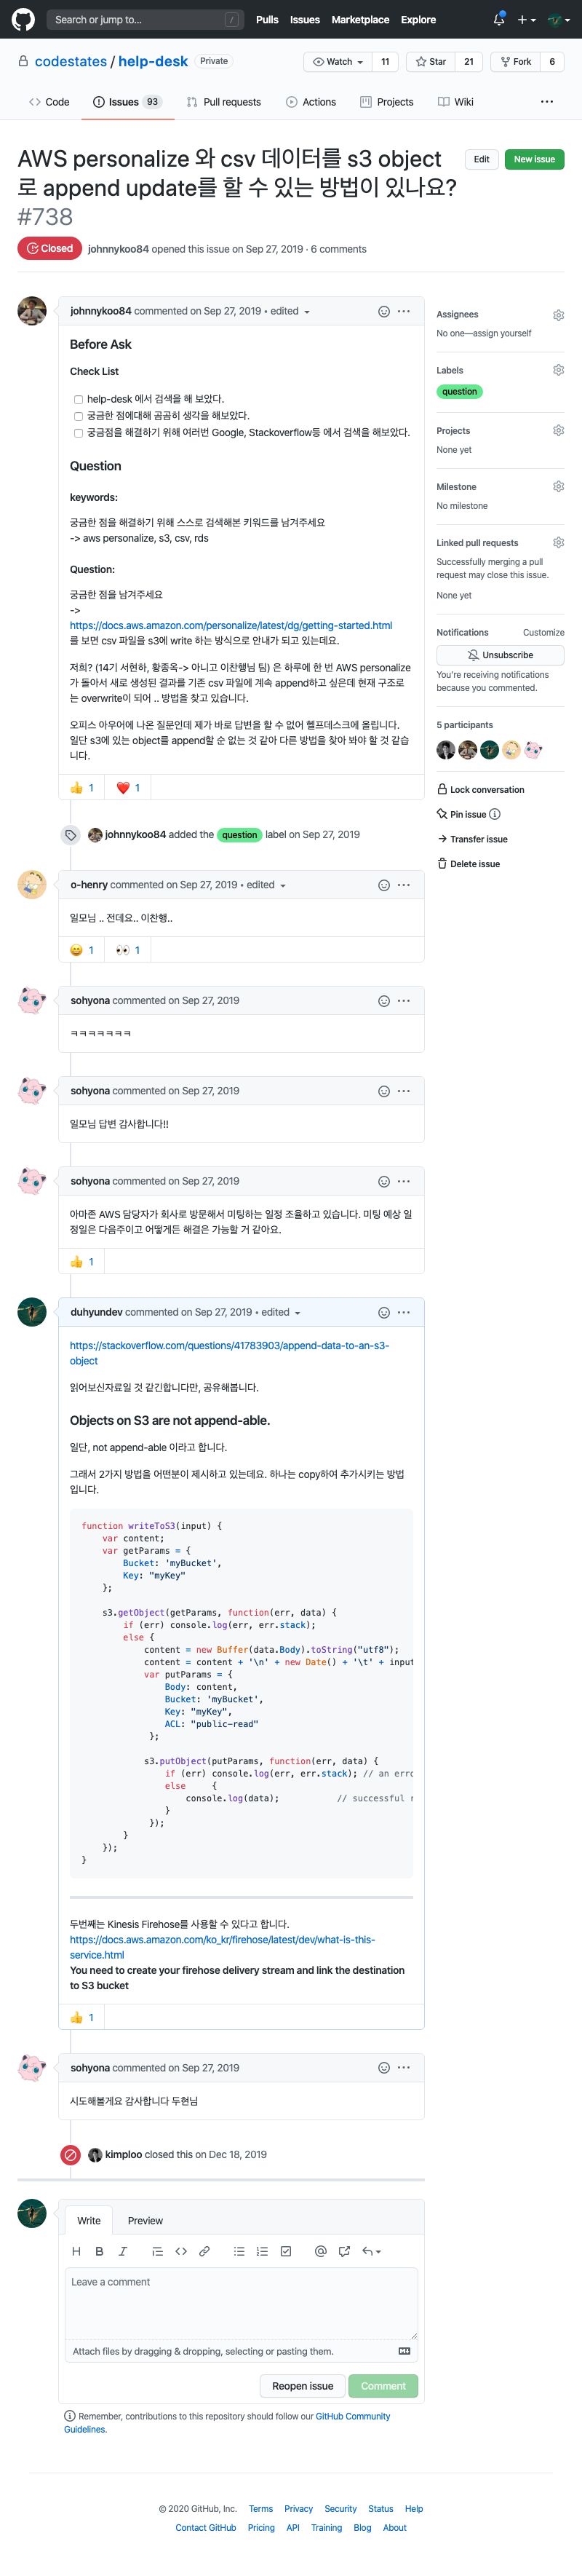 Search or jump to... /
Pulls Issues Marketplace Explore
codestates / help-desk Private
Watch 11 Star 21 Fork 6
Code Issues 93 Pull requests Actions Projects Wiki ...
AWS personalize 와 csv 데이터를 s3 object
로 append update를 할 수 있는 방법이 있나요?
#738
Edit New issue
Closed johnnykoo84 opened this issue on Sep 27, 2019 · 6 comments
johnnykoo84 commented on Sep 27, 2019 • edited
Before Ask
Check List
help-desk 에서 검색을 해 보았다.
궁금한 점에대해 곰곰히 생각을 해보았다.
궁금점을 해결하기 위해 여러번 Google, Stackoverflow등 에서 검색을 해보았다.
Question
keywords:
궁금한 점을 해결하기 위해 스스로 검색해본 키워드를 남겨주세요
-> aws personalize, s3, csv, rds
Question:
궁금한 점을 남겨주세요
->
https://docs.aws.amazon.com/personalize/latest/dg/getting-started.html
를 보면 csv 파일을 s3에 write 하는 방식으로 안내가 되고 있는데요.
저희? (14기 서현하, 황종옥-> 아니고 이찬행님 팀) 은 하루에 한 번 AWS personalize
가 돌아서 새로 생성된 결과를 기존 csv 파일에 계속 append하고 싶은데 현재 구조로
는 overwrite이 되어 .. 방법을 찾고 있습니다.
오피스 아우어에 나온 질문인데 제가 바로 답변을 할 수 없어 헬프데스크에 올립니다.
일단 s3에 있는 object를 append할 순 없는 것 같아 다른 방법을 찾아 봐야 할 것 같습
니다.
👍 1 ❤️ 1
johnnykoo84 added the question label on Sep 27, 2019
o-henry commented on Sep 27, 2019 • edited
일모님 .. 전데요.. 이찬행..
😄 1 👀 1
sohyona commented on Sep 27, 2019
ㅋㅋㅋㅋㅋㅋㅋ
sohyona commented on Sep 27, 2019
일모님 답변 감사합니다!!
sohyona commented on Sep 27, 2019
아마존 AWS 담당자가 회사로 방문해서 미팅하는 일정 조율하고 있습니다. 미팅 예상 일
정일은 다음주이고 어떻게든 해결은 가능할 거 같아요.
👍 1
duhyundev commented on Sep 27, 2019 • edited
https://stackoverflow.com/questions/41783903/append-data-to-an-s3-
object
읽어보신자료일 것 같긴합니다만, 공유해봅니다.
Objects on S3 are not append-able.
일단, not append-able 이라고 합니다.
그래서 2가지 방법을 어떤분이 제시하고 있는데요. 하나는 copy하여 추가시키는 방법
입니다.
function writeToS3(input) {
var content;
var getParams = {
Bucket: 'myBucket',
Key: "myKey"
};
s3.getObject(getParams, function(err, data) {
if (err) console.log(err, err.stack);
else {
content = new Buffer(data.Body).toString("utf8");
content = content + '\n' + new Date() + '\t' + input
var putParams = {
Body: content,
Bucket: 'myBucket',
Key: "myKey",
ACL: "public-read"
};
s3.putObject(putParams, function(err, data) {
if (err) console.log(err, err.stack); // an erro
else {
console.log(data); // successful r
}
});
}
});
}
두번째는 Kinesis Firehose를 사용할 수 있다고 합니다.
https://docs.aws.amazon.com/ko_kr/firehose/latest/dev/what-is-this-
service.html
You need to create your firehose delivery stream and link the destination
to S3 bucket
👍 1
sohyona commented on Sep 27, 2019
시도해볼게요 감사합니다 두현님
kimploo closed this on Dec 18, 2019
Write Preview
H B I
Leave a comment
Attach files by dragging & dropping, selecting or pasting them.
Reopen issue Comment
Remember, contributions to this repository should follow our GitHub Community
Guidelines.
Assignees
No one—assign yourself
Labels
question
Projects
None yet
Milestone
No milestone
Linked pull requests
Successfully merging a pull
request may close this issue.
None yet
Notifications Customize
Unsubscribe
You're receiving notifications
because you commented.
5 participants
Lock conversation
Pin issue
Transfer issue
Delete issue
© 2020 GitHub, Inc. Terms Privacy Security Status Help
Contact GitHub Pricing API Training Blog About